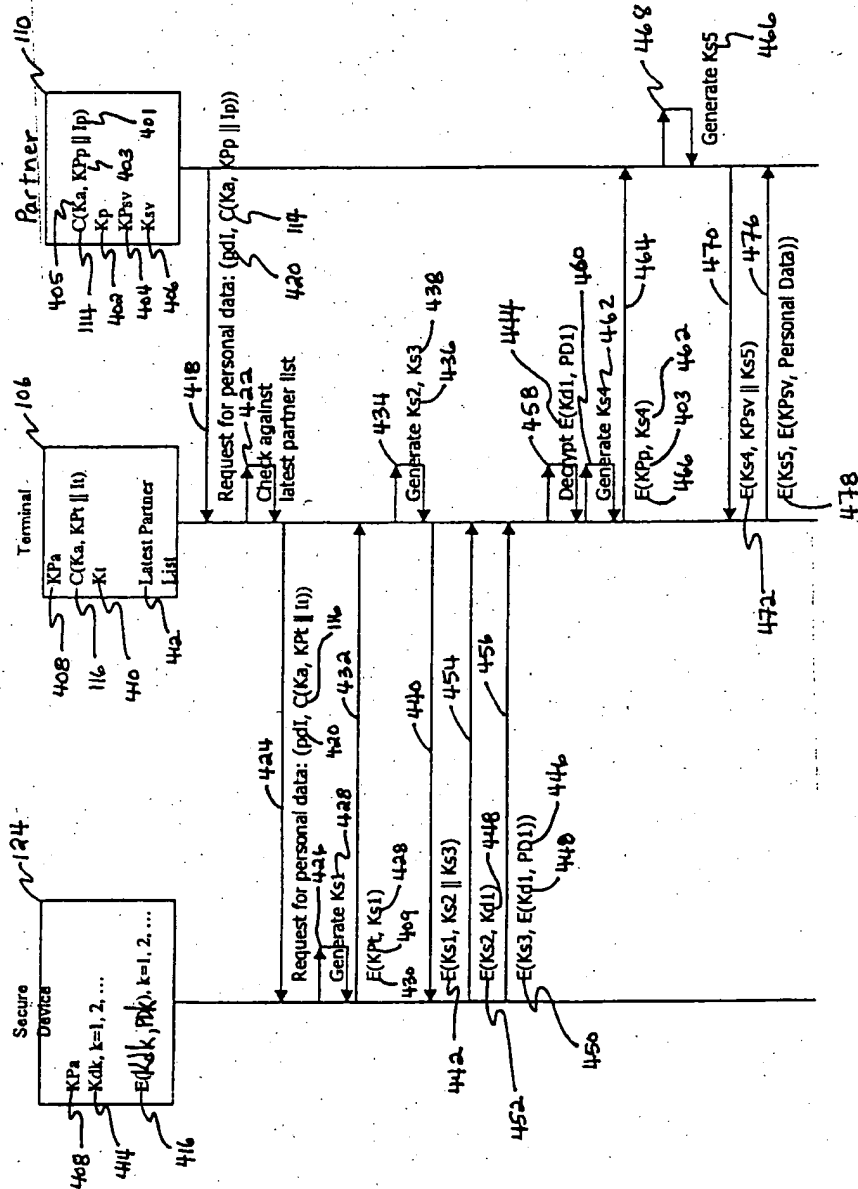 Secure
Device
124
KPa
Kdk, k=1, 2, ...
E(Kdk, PDk), k=1, 2, ...
408
414
416
Terminal
106
KPa
C(Ka, KPt || It)
Kt
Latest Partner
List
408
116
410
412
Partner
110
C(Ka, KPp || Ip)
Kp 403
KPsv
Ksv
401
405
114
402
404
406
418
Request for personal data: (pdI, C(Ka, KPp || Ip))
420
114
422
Check against
latest partner list
424
Request for personal data: (pdI, C(Ka, KPt || It))
420
116
426
Generate Ks1
428
432
E(KPt, Ks1)
430
409
428
434
Generate Ks2, Ks3
436
438
440
E(Ks1, Ks2 || Ks3)
442
454
E(Ks2, Kd1)
448
452
456
E(Ks3, E(Kd1, PD1))
450
448
446
458
Decrypt E(Kd1, PD1)
444
460
Generate Ks4
462
464
E(KPp, Ks4)
466
403
462
468
Generate Ks5
466
470
E(Ks4, KPsv || Ks5)
472
476
E(Ks5, E(KPsv, Personal Data))
478